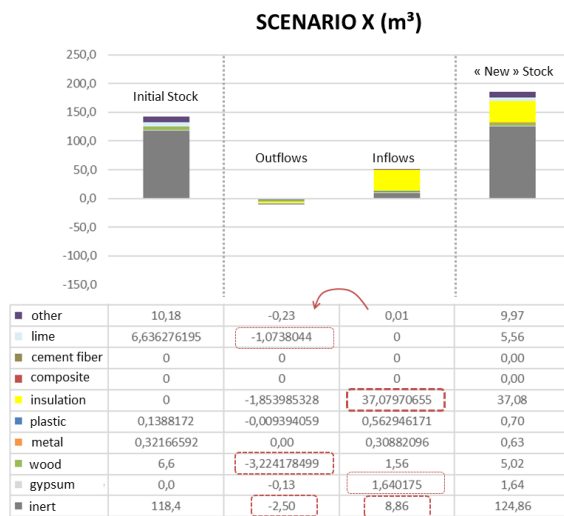 SCENARIO X (m³)
250,0
200,0
150,0
100,0
50,0
0,0
-50,0
-100,0
-150,0
Initial Stock
Outflows
Inflows
« New » Stock
other 10,18 -0,23 0,01 9,97
lime 6,636276195 -1,0738044 0 5,56
cement fiber 0 0 0 0,00
composite 0 0 0 0,00
insulation 0 -1,853985328 37,07970655 37,08
plastic 0,1388172 -0,009394059 0,562946171 0,70
metal 0,32166592 0,00 0,30882096 0,63
wood 6,6 -3,224178499 1,56 5,02
gypsum 0,0 -0,13 1,640175 1,64
inert 118,4 -2,50 8,86 124,86